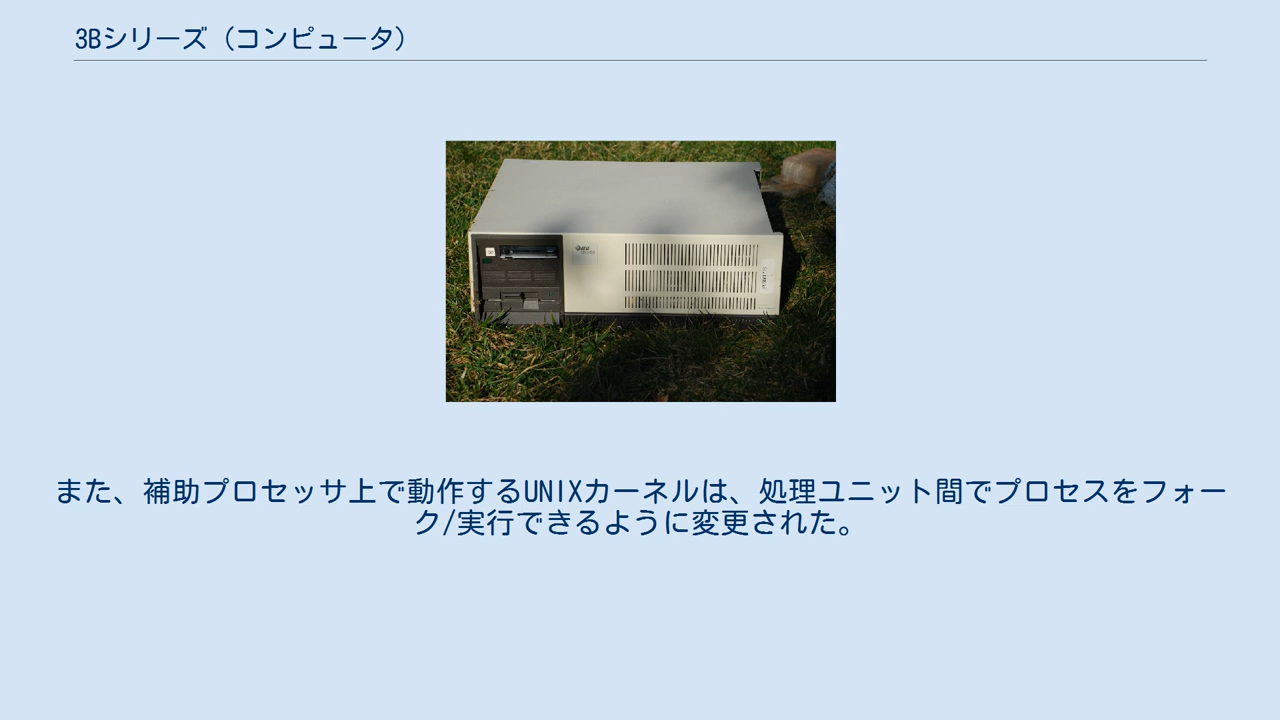 3Bシリーズ（コンピュータ）
また、補助プロセッサ上で動作するUNIXカーネルは、処理ユニット間でプロセスをフォー
ク/実行できるように変更された。